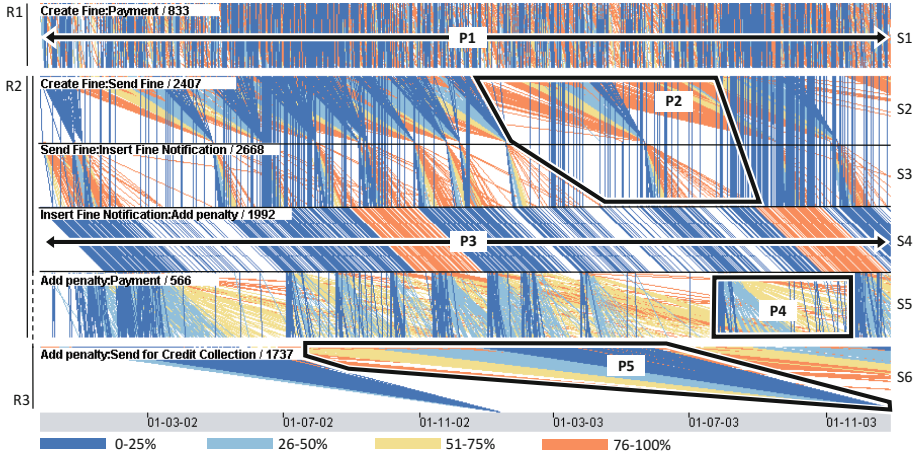 R1
Create Fine:Payment / 833
P1
S1
R2
Create Fine:Send Fine / 2407
P2
S2
Send Fine:Insert Fine Notification / 2668
S3
Insert Fine Notification:Add penalty / 1992
P3
S4
Add penalty:Payment / 566
P4
S5
Add penalty:Send for Credit Collection / 1737
P5
S6
R3
01-03-02 01-07-02 01-11-02 01-03-03 01-07-03 01-11-03
0-25% 26-50% 51-75% 76-100%